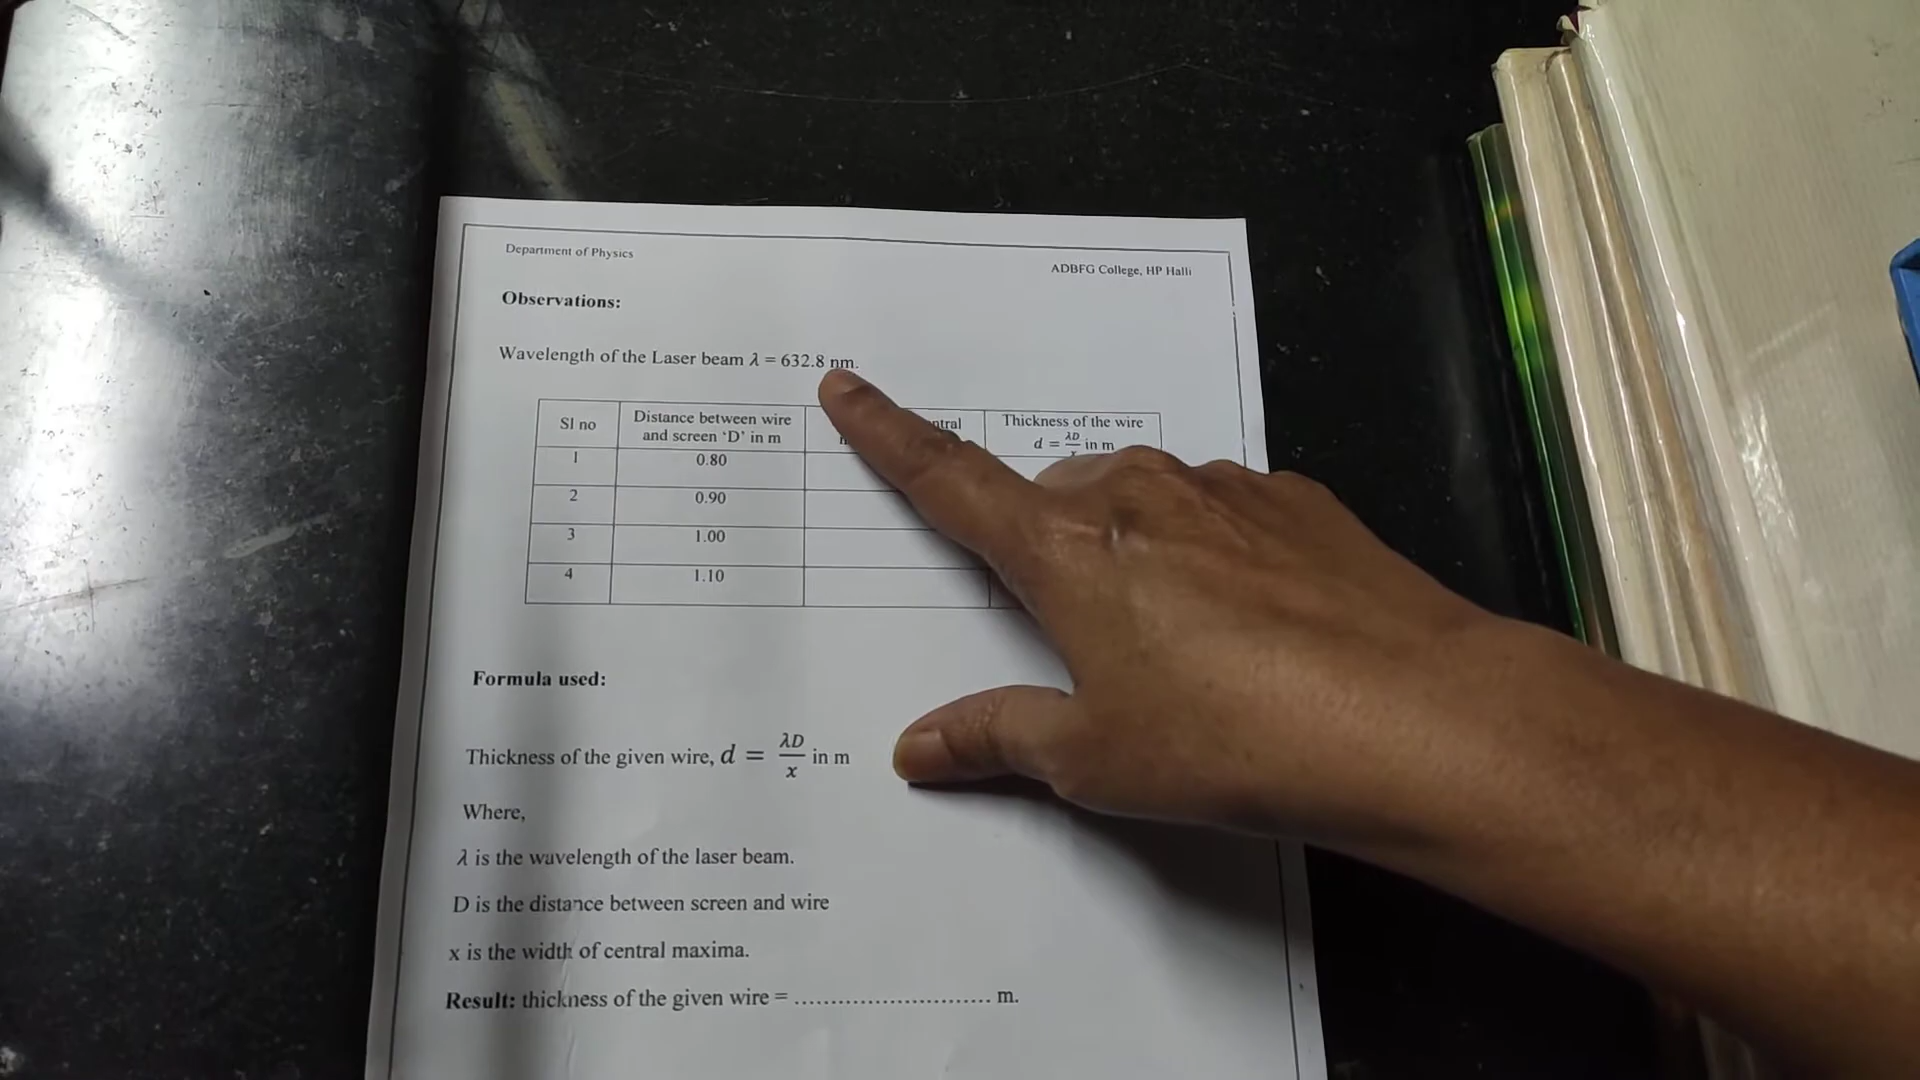 Department of Physics
ADBFG College, HP Halli
Observations:
Wavelength of the Laser beam λ = 632.8 nm.
Sl no
Distance between wire
and screen ‘D’ in m
Thickness of the wire
d = λD/x in m
1
0.80
2
0.90
3
1.00
4
1.10
Formula used:
Thickness of the given wire, d = λD/x in m
Where,
λ is the wavelength of the laser beam.
D is the distance between screen and wire
x is the width of central maxima.
Result: thickness of the given wire = .......................... m.